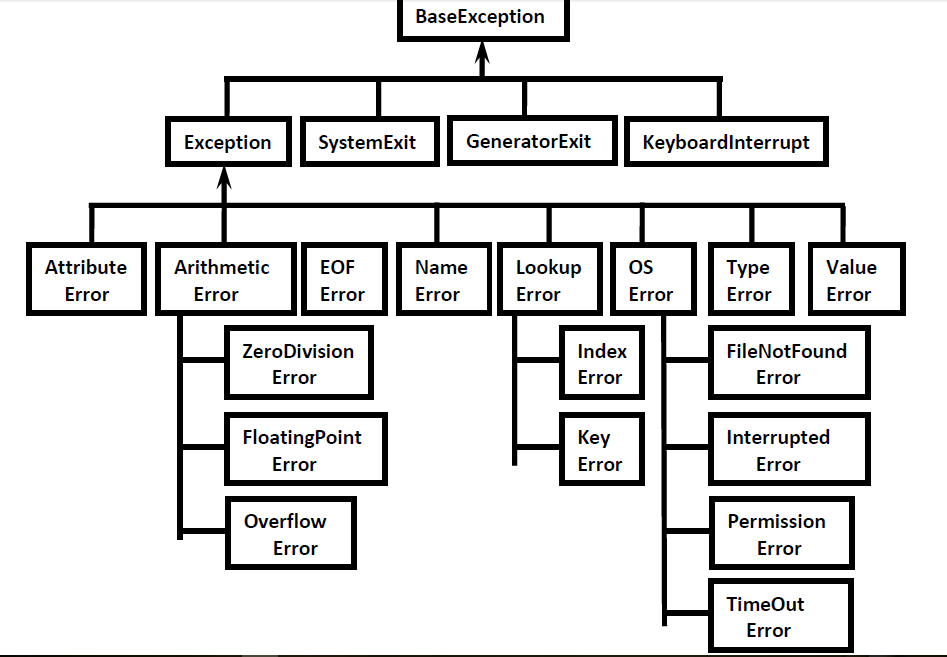 BaseException
Exception
SystemExit
GeneratorExit
KeyboardInterrupt
Attribute
Error
Arithmetic
Error
EOF
Error
Name
Error
Lookup
Error
OS
Error
Type
Error
Value
Error
ZeroDivision
Error
FloatingPoint
Error
Overflow
Error
Index
Error
Key
Error
FileNotFound
Error
Interrupted
Error
Permission
Error
TimeOut
Error